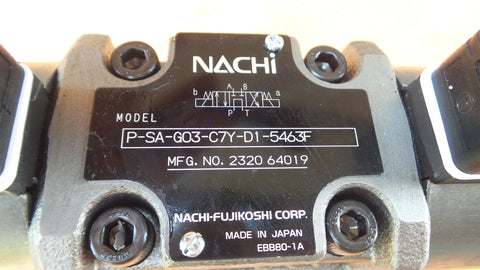 NACHi
A B
b a
P T
MODEL
P-SA-G03-C7Y-D1-5463F
MFG. NO. 2320 64019
NACHI-FUJIKOSHI CORP.
MADE IN JAPAN
EBB80-1A